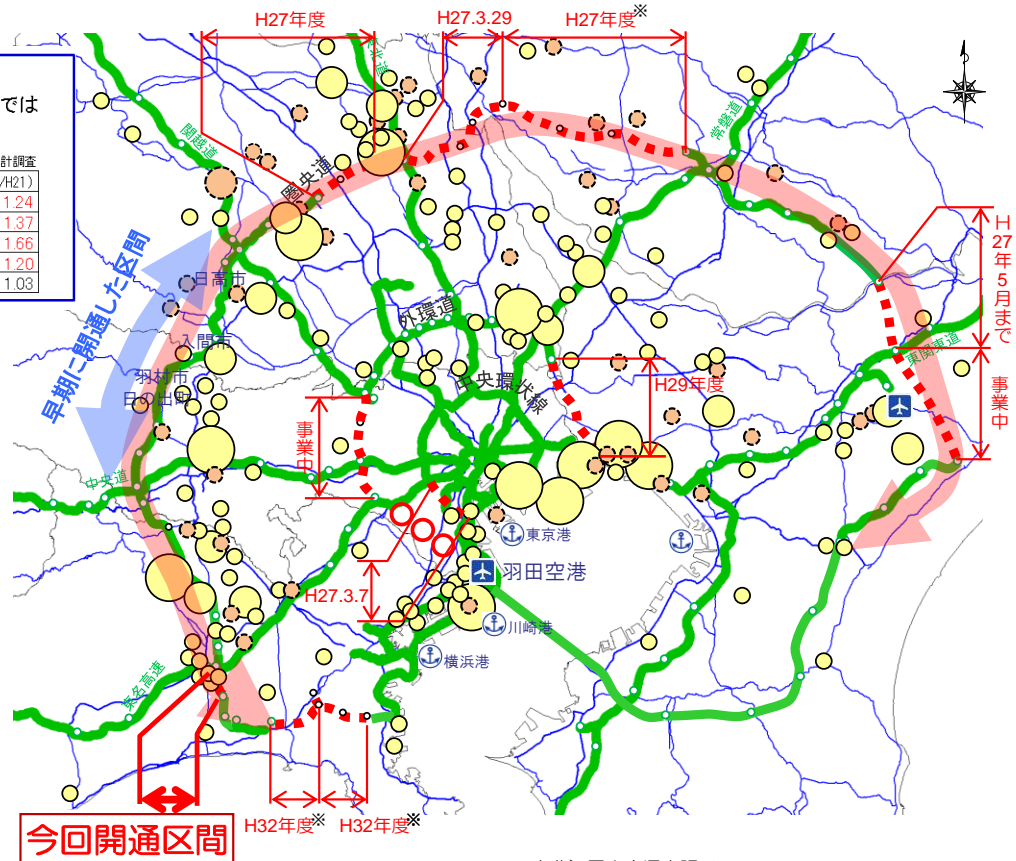 H27年度
H27.3.29
H27年度※
では
計調査
/H21)
1.24
1.37
1.66
1.20
1.03
東北道
関越道
常磐道
圏央道
早期に開通した区間
日高市
入間市
羽村市
日の出町
外環道
中央環状線
H27年5月まで
東関東道
事業中
H29年度
事業中
中央道
東京港
羽田空港
H27.3.7
川崎港
横浜港
東名高速
H32年度※
H32年度※
今回開通区間